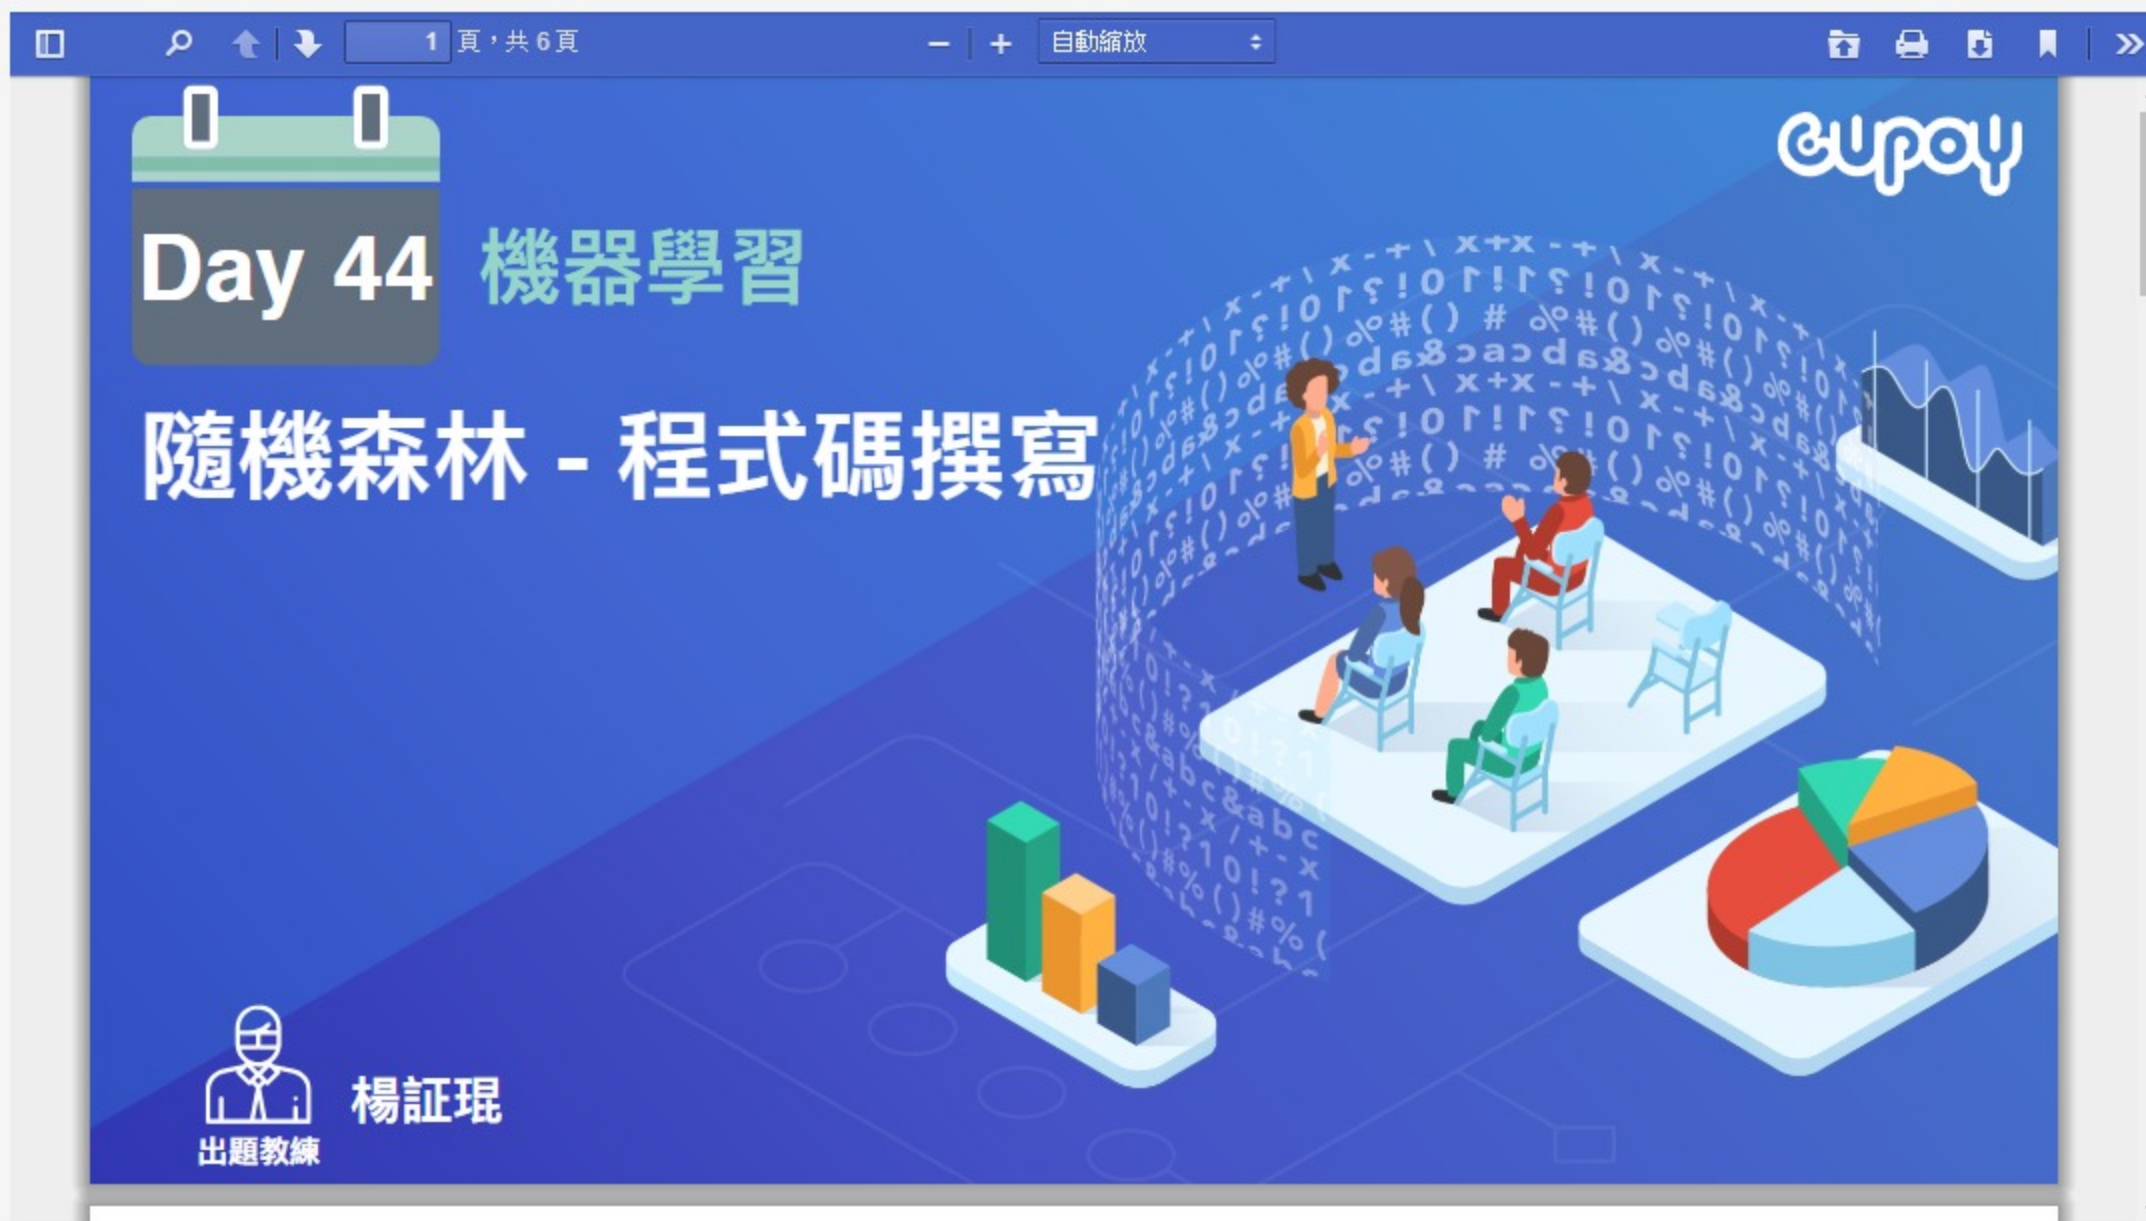 1 頁，共 6 頁
自動縮放
cupoy
Day 44 機器學習
隨機森林 - 程式碼撰寫
楊証琨
出題教練